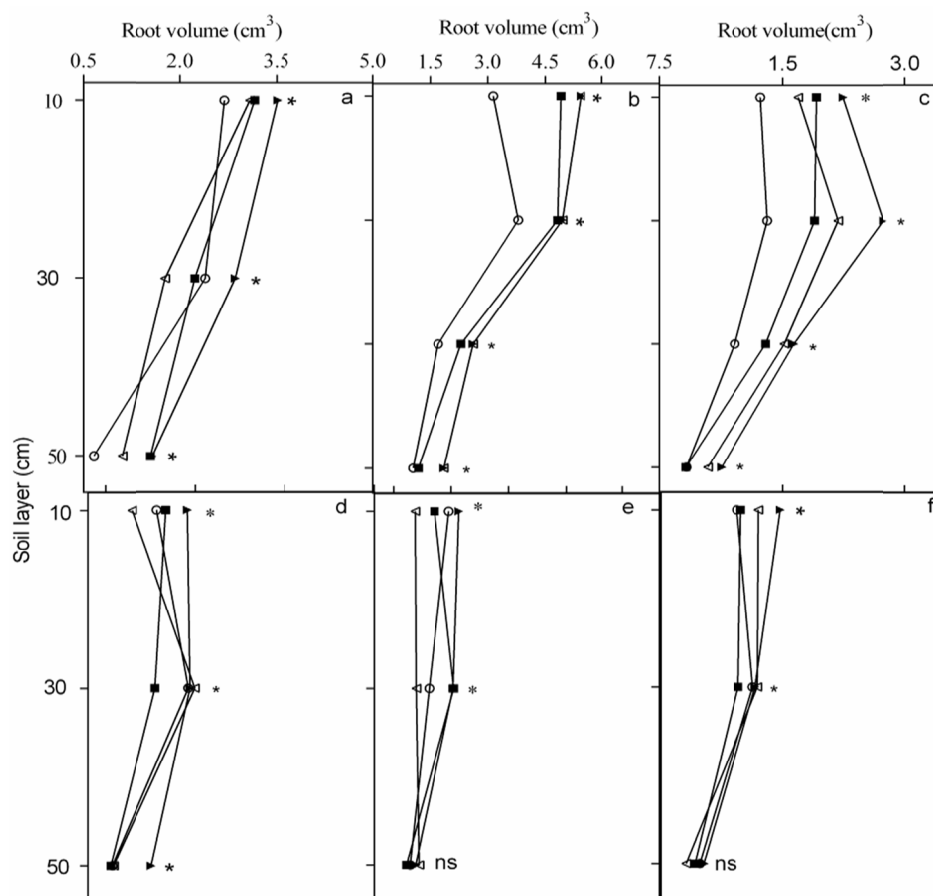 Root volume (cm³) Root volume (cm³) Root volume(cm³)
0.5 2.0 3.5 5.0 1.5 3.0 4.5 6.0 7.5 1.5 3.0
10 a * b * c *
* *
30 *
* *
50 * * *
Soil layer (cm)
10 d * e * f *
30 * * *
50 * ns ns